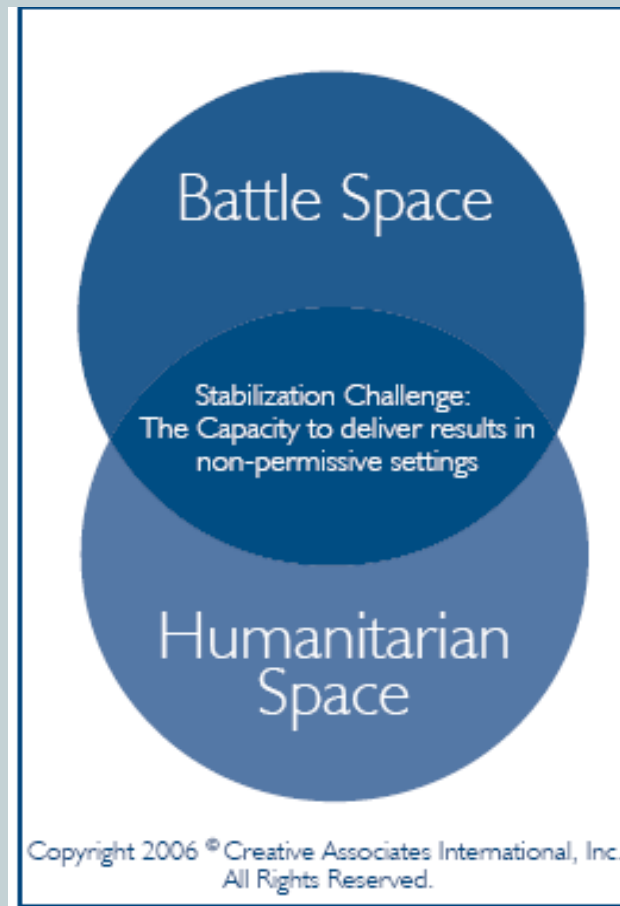 Battle Space
Stabilization Challenge:
The Capacity to deliver results in
non-permissive settings
Humanitarian
Space
Copyright 2006 © Creative Associates International, Inc.
All Rights Reserved.